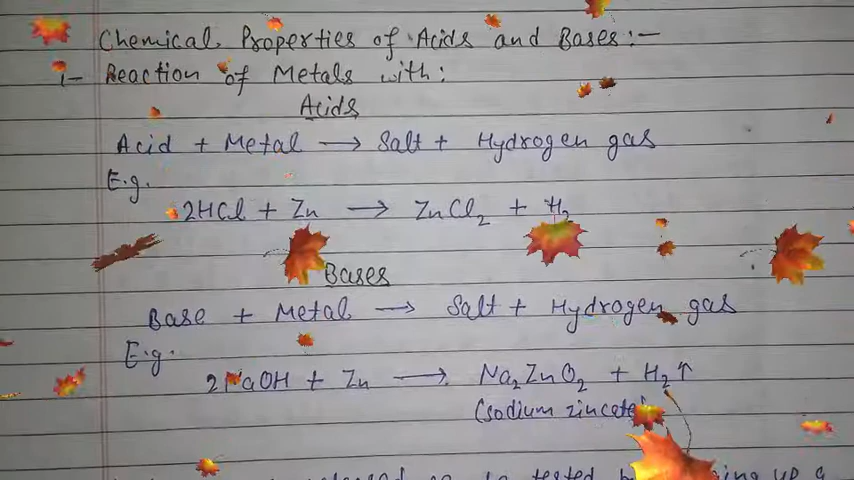 Chemical Properties of Acids and Bases:-
1- Reaction of Metals with:
Acids
Acid + Metal → Salt + Hydrogen gas
E.g.
2HCl + Zn → ZnCl₂ + H₂
Bases
Base + Metal → Salt + Hydrogen gas
E.g.
2NaOH + Zn → Na₂ZnO₂ + H₂↑
(sodium zincate)
tested